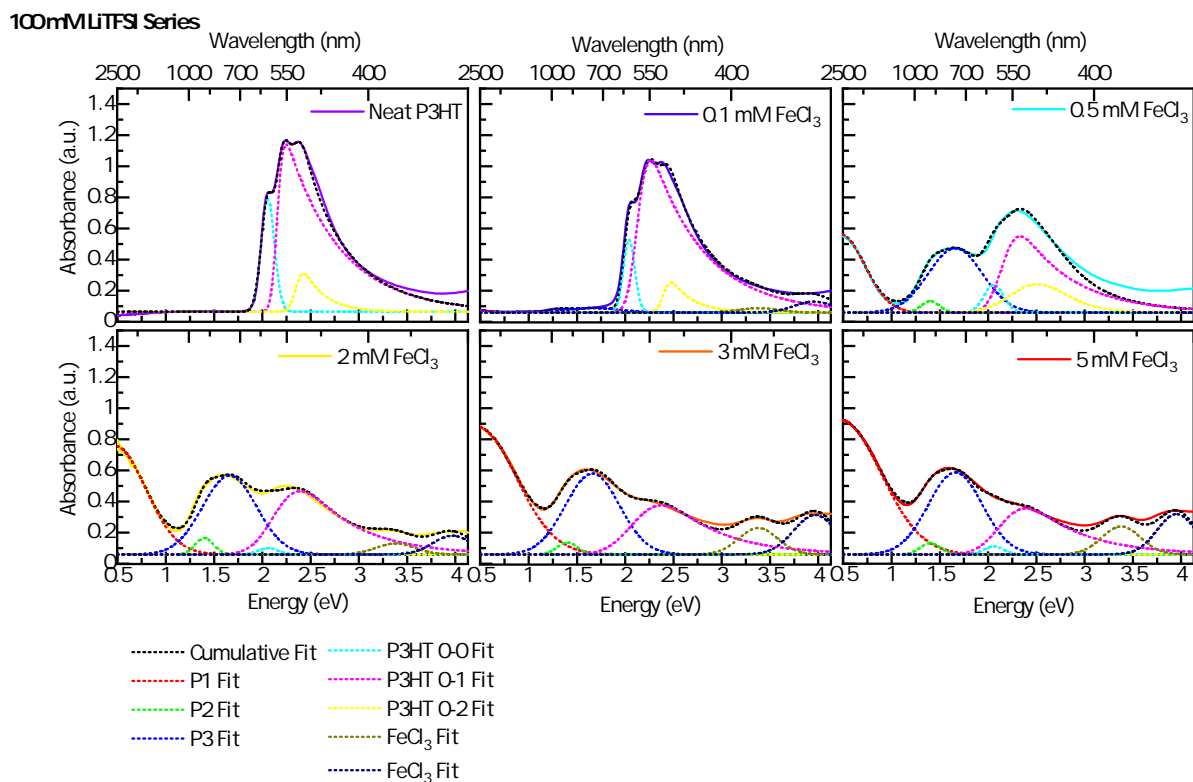 100mM LiTFSI Series
Wavelength (nm)
Wavelength (nm)
Wavelength (nm)
2500 1000 700 550 400 2500 1000 700 550 400 2500 1000 700 550 400 250
Absorbance (a.u.)
1.4
1.2
1
0.8
0.6
0.4
0.2
0
Neat P3HT
0.1 mM FeCl3
0.5 mM FeCl3
Absorbance (a.u.)
1.4
1.2
1
0.8
0.6
0.4
0.2
0
2 mM FeCl3
3 mM FeCl3
5 mM FeCl3
0.5 1 1.5 2 2.5 3 3.5 4 0.5 1 1.5 2 2.5 3 3.5 4 0.5 1 1.5 2 2.5 3 3.5 4
Energy (eV)
Energy (eV)
Energy (eV)
Cumulative Fit
P1 Fit
P2 Fit
P3 Fit
P3HT 0-0 Fit
P3HT 0-1 Fit
P3HT 0-2 Fit
FeCl3 Fit
FeCl3 Fit